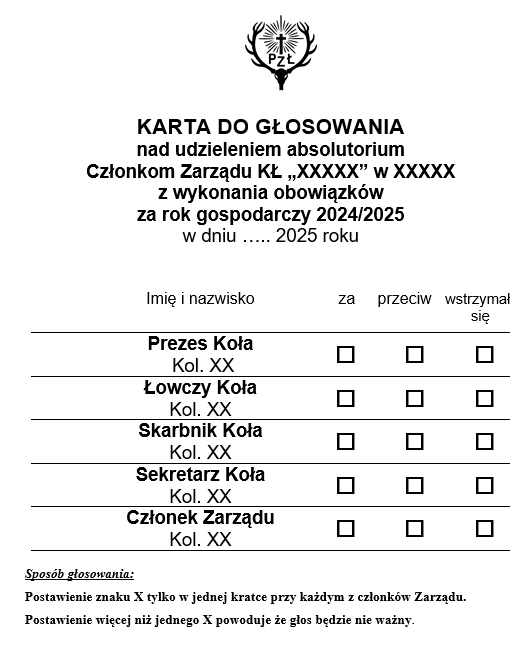 PZŁ
KARTA DO GŁOSOWANIA
nad udzieleniem absolutorium
Członkom Zarządu KŁ „XXXXX” w XXXXX
z wykonania obowiązków
za rok gospodarczy 2024/2025
w dniu ….. 2025 roku
Imię i nazwisko za przeciw wstrzymał
się
Prezes Koła
Kol. XX
Łowczy Koła
Kol. XX
Skarbnik Koła
Kol. XX
Sekretarz Koła
Kol. XX
Członek Zarządu
Kol. XX
Sposób głosowania:
Postawienie znaku X tylko w jednej kratce przy każdym z członków Zarządu.
Postawienie więcej niż jednego X powoduje że głos będzie nie ważny.